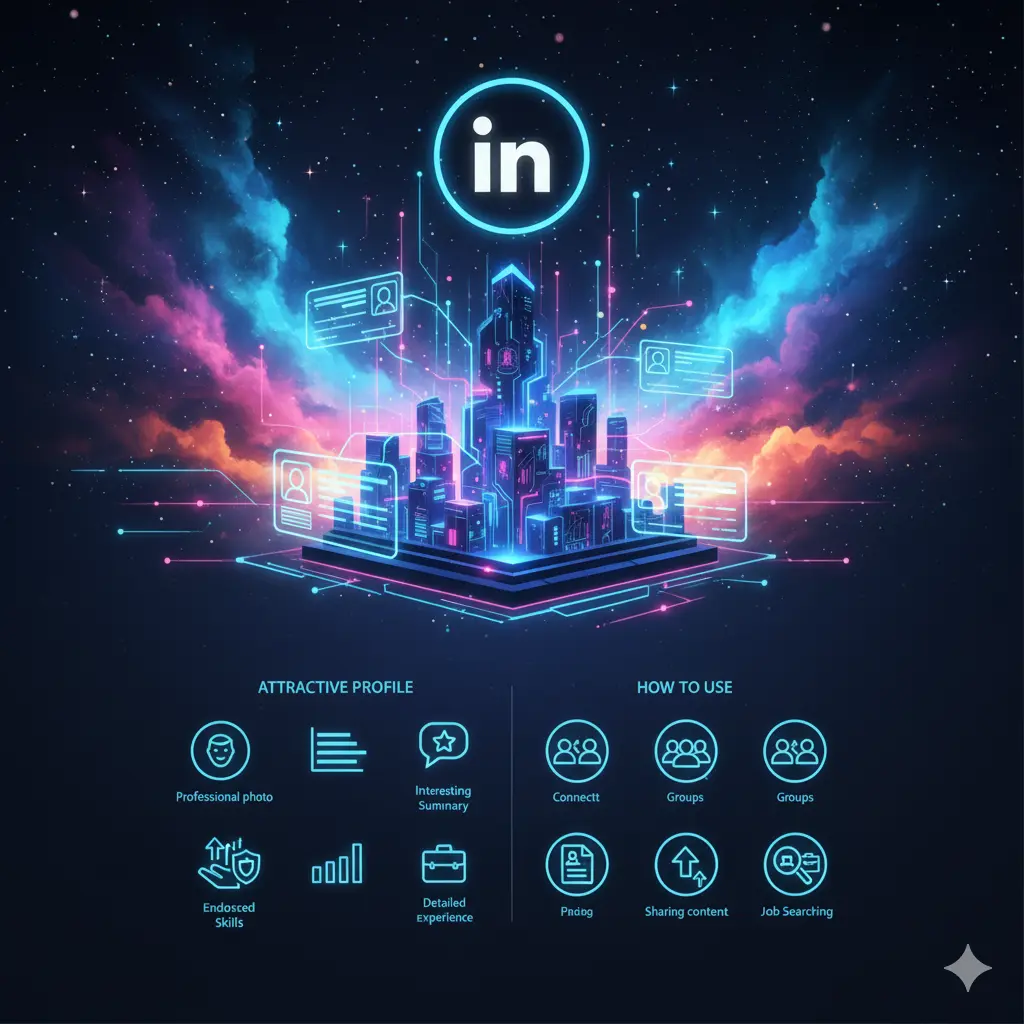 in
ATTRACTIVE PROFILE
Professional photo
Interesting
Summary
Endosced
Skills
Detailed
experience
HOW TO USE
Connectt
Groups
Groups
Pnizog
Sharing content
Job Searching